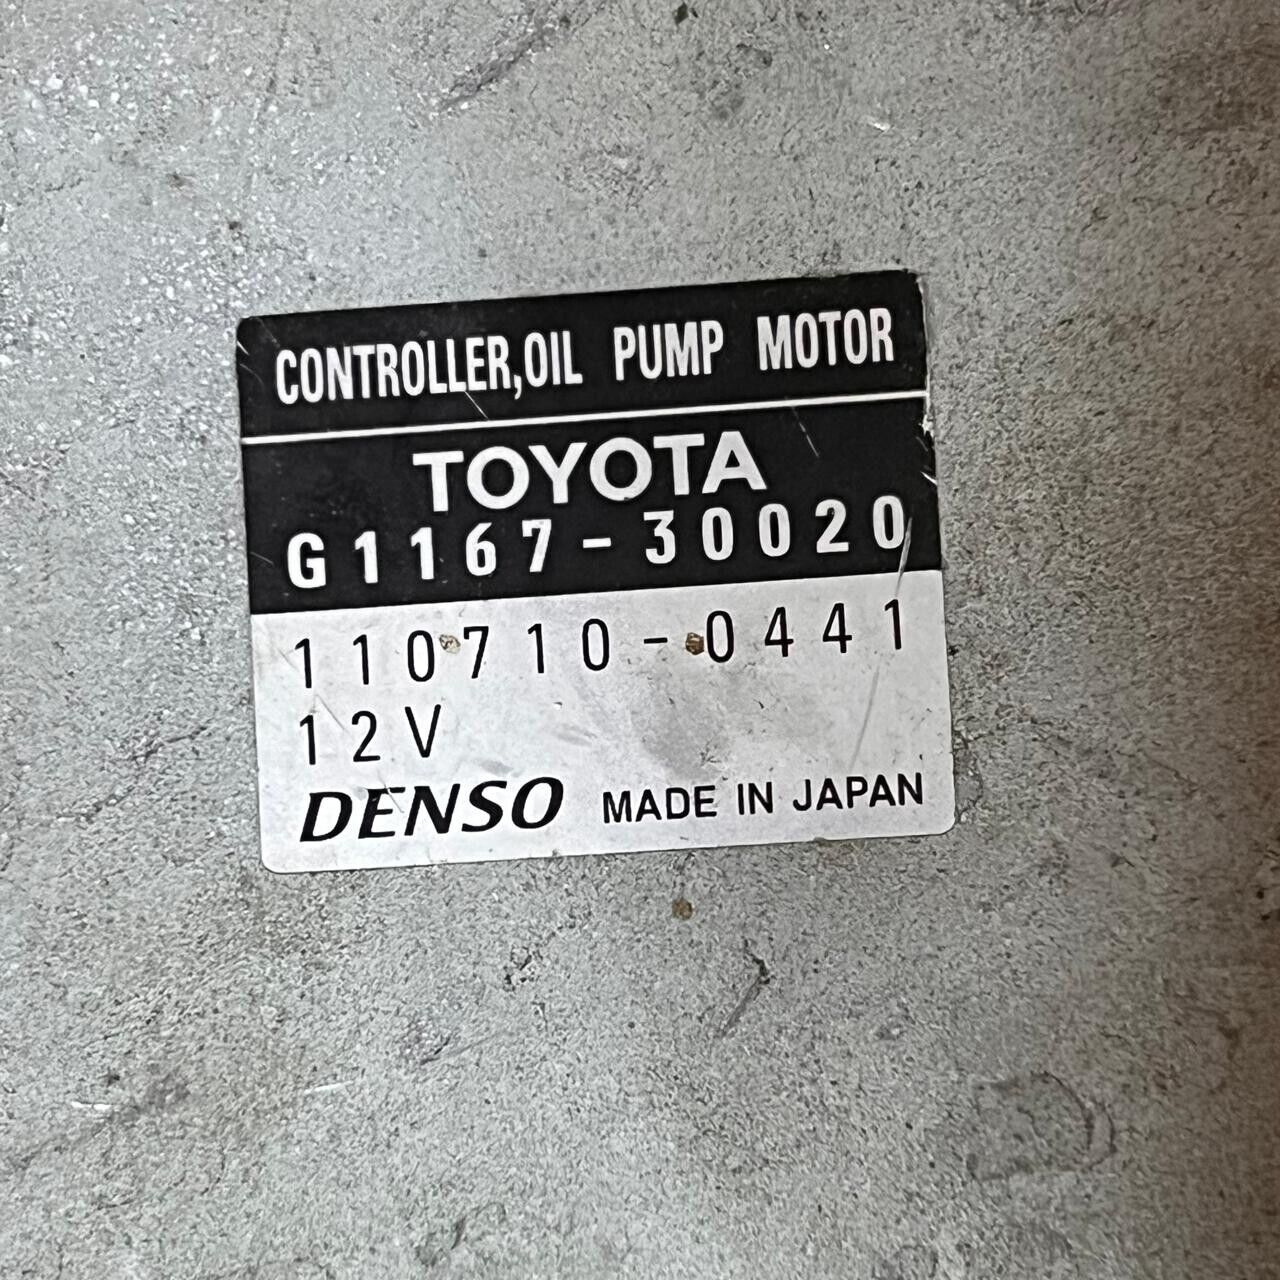 CONTROLLER,OIL PUMP MOTOR
TOYOTA
G1167-30020
110710-0441
12V
DENSO MADE IN JAPAN